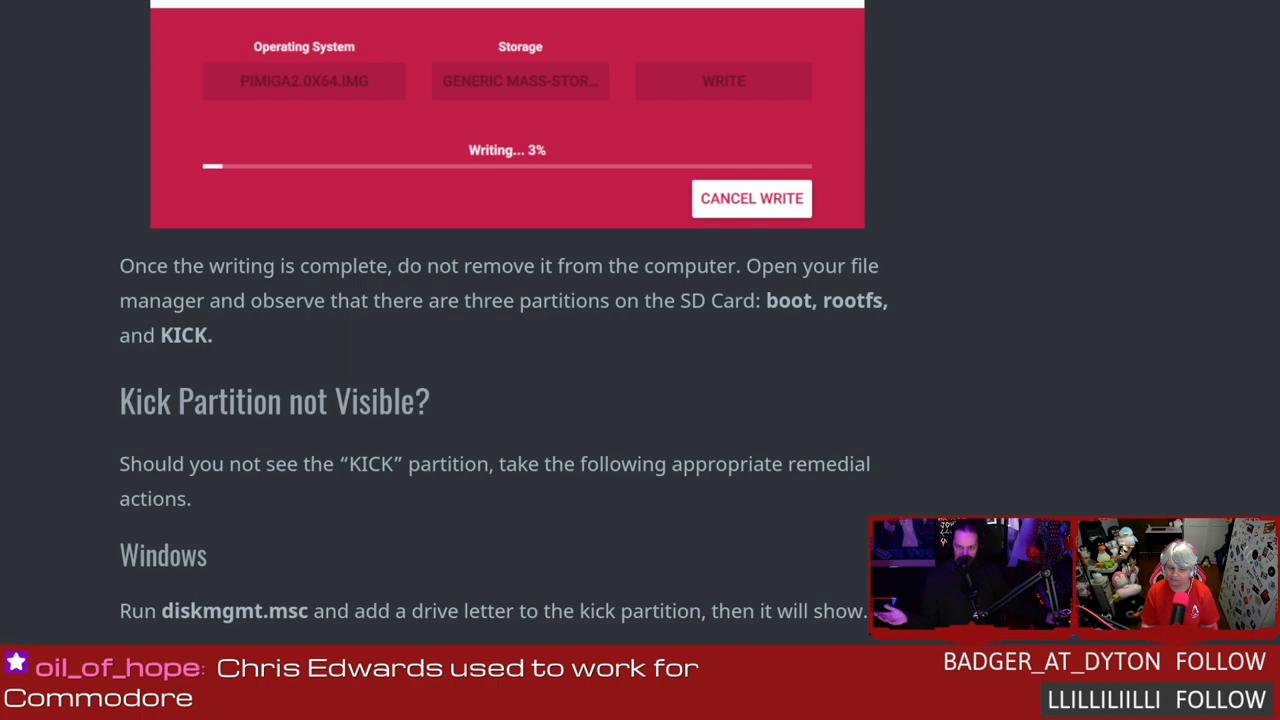 Operating System
Storage
PIMIGA2.0X64.IMG
GENERIC MASS-STOR...
WRITE
Writing... 3%
CANCEL WRITE
Once the writing is complete, do not remove it from the computer. Open your file
manager and observe that there are three partitions on the SD Card: boot, rootfs,
and KICK.
Kick Partition not Visible?
Should you not see the “KICK” partition, take the following appropriate remedial
actions.
Windows
Run diskmgmt.msc and add a drive letter to the kick partition, then it will show.
oil_of_hope: Chris Edwards used to work for
Commodore
BADGER_AT_DYTON FOLLOW
LLILLILIILLI FOLLOW